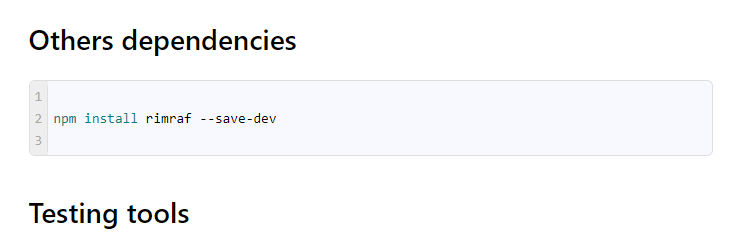 Others dependencies
1
2 npm install rimraf --save-dev
3
Testing tools